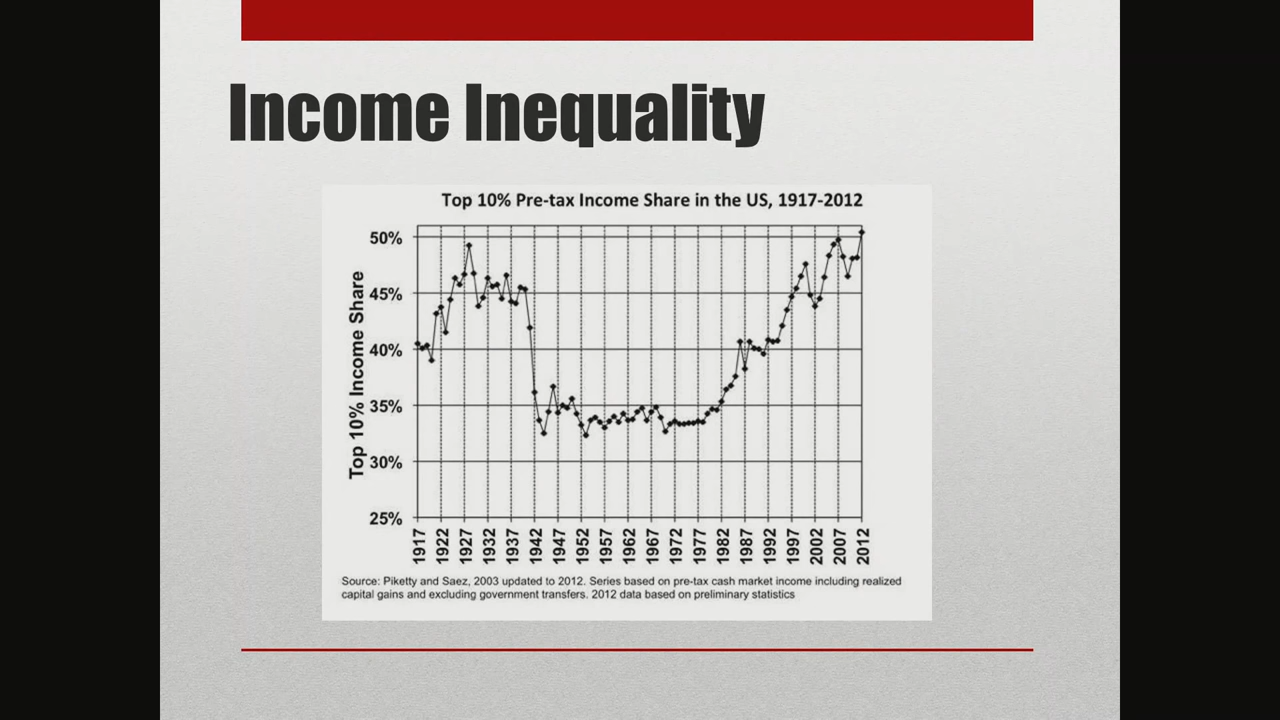 Income Inequality
Top 10% Pre-tax Income Share in the US, 1917-2012
Top 10% Income Share
50%
45%
40%
35%
30%
25%
1917 1922 1927 1932 1937 1942 1947 1952 1957 1962 1967 1972 1977 1982 1987 1992 1997 2002 2007 2012
Source: Piketty and Saez, 2003 updated to 2012. Series based on pre-tax cash market income including realized
capital gains and excluding government transfers. 2012 data based on preliminary statistics